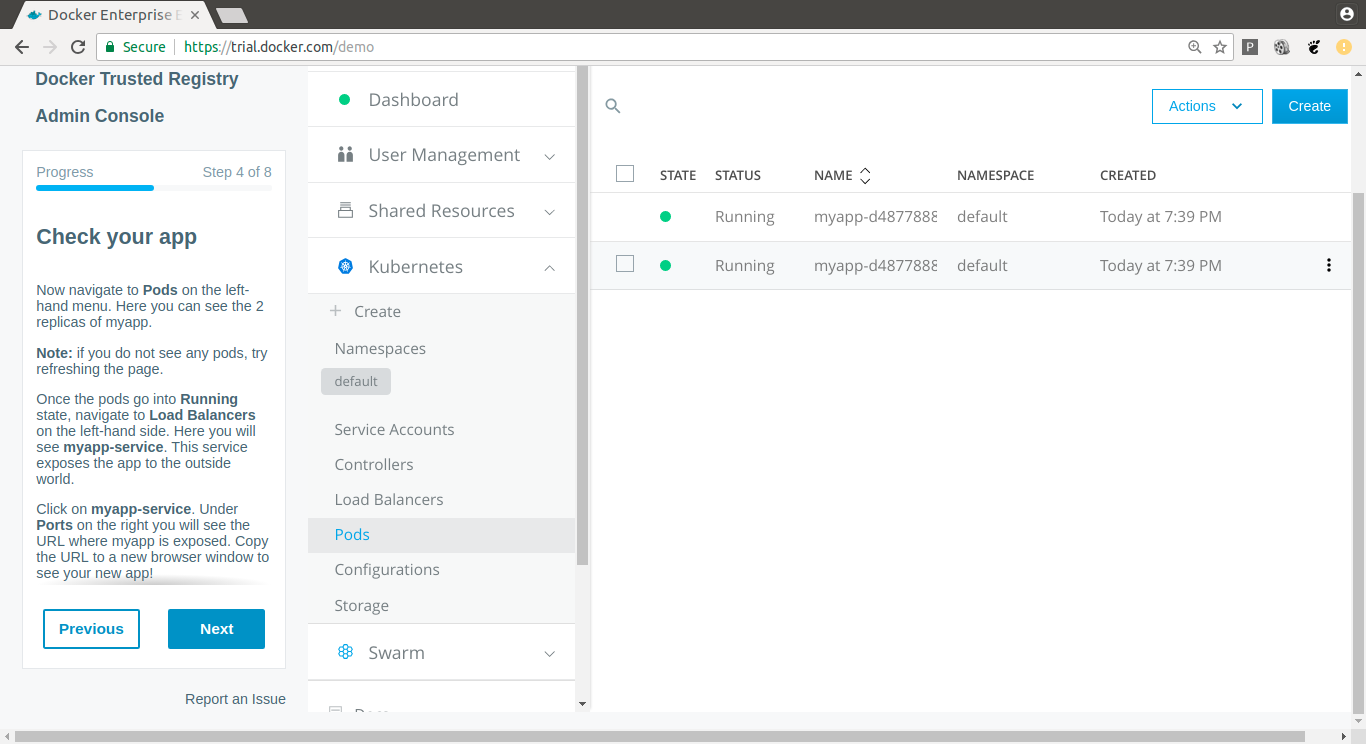 Docker Enterprise E
Secure
https://trial.docker.com/demo
P
Docker Trusted Registry
Admin Console
Progress
Step 4 of 8
Check your app
Now navigate to Pods on the left-
hand menu. Here you can see the 2
replicas of myapp.
Note: if you do not see any pods, try
refreshing the page.
Once the pods go into Running
state, navigate to Load Balancers
on the left-hand side. Here you will
see myapp-service. This service
exposes the app to the outside
world.
Click on myapp-service. Under
Ports on the right you will see the
URL where myapp is exposed. Copy
the URL to a new browser window to
see your new app!
Previous
Next
Report an Issue
Dashboard
User Management
Shared Resources
Kubernetes
+ Create
Namespaces
default
Service Accounts
Controllers
Load Balancers
Pods
Configurations
Storage
Swarm
Actions
Create
STATE STATUS NAME NAMESPACE CREATED
Running myapp-d4877888 default Today at 7:39 PM
Running myapp-d4877888 default Today at 7:39 PM